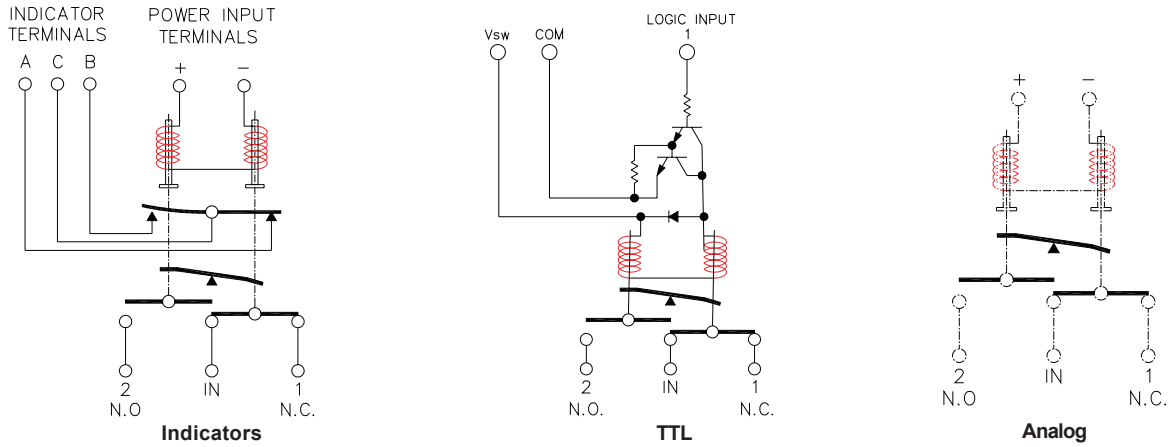 INDICATOR
TERMINALS
A C B
POWER INPUT
TERMINALS
+ −
2 IN 1
N.O N.C.
Indicators
Vsw COM
LOGIC INPUT
1
2 IN 1
N.O. N.C.
TTL
+ −
2 IN 1
N.O. N.C.
Analog